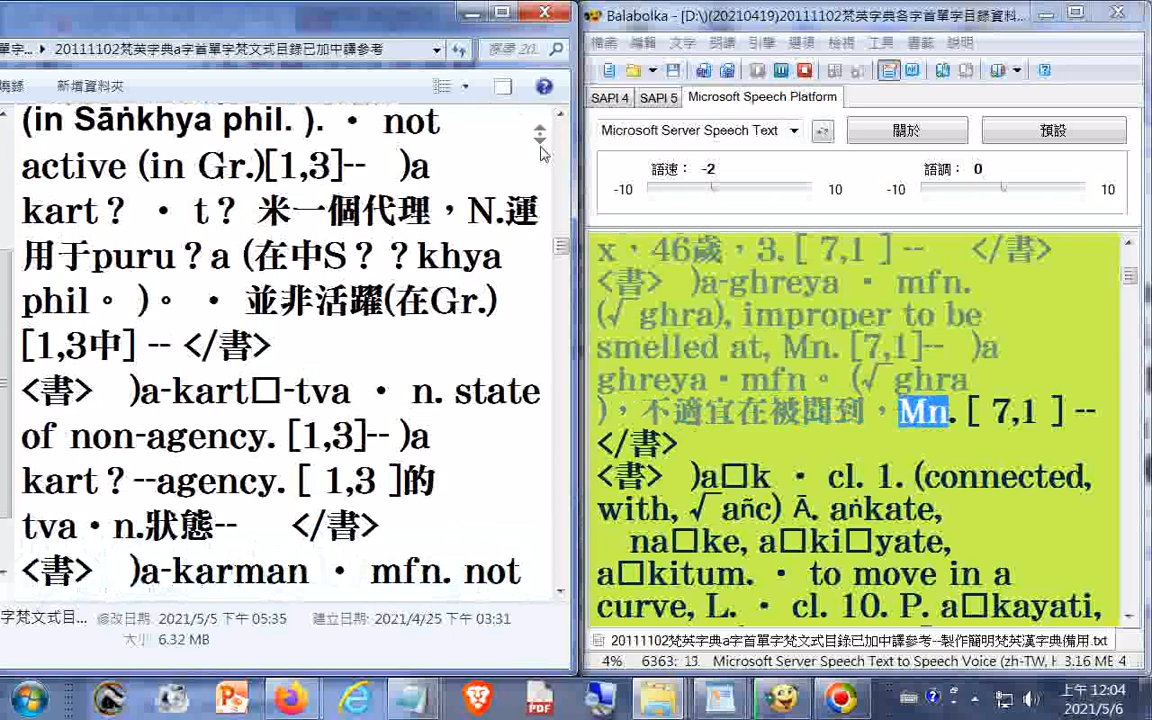 單字... ▸ 20111102梵英字典a字首單字梵文式目錄已加中譯參考
搜尋 20...
燒錄 新增資料夾
(in Sāṅkhya phil. ). • not
active (in Gr.)[1,3]-- )a
kart？ • t？ 米一個代理，N.運
用于puru？a (在中S？？khya
phil。 )。 • 並非活躍(在Gr.)
[1,3中] -- </書>
<書> )a-kart□-tva • n. state
of non-agency. [1,3]-- )a
kart？--agency. [ 1,3 ]的
tva•n.狀態-- </書>
<書> )a-karman • mfn. not
字梵文式目... 修改日期: 2021/5/5 下午 05:35 建立日期: 2021/4/25 下午 03:31
大小: 6.32 MB
Balabolka - [D:\)(20210419)20111102梵英字典各字首單字目錄資料...
檔案 編輯 文字 朗讀 引擎 選項 檢視 工具 書籤 說明
SAPI 4 SAPI 5 Microsoft Speech Platform
Microsoft Server Speech Text 關於 預設
語速: -2 語調: 0
-10 10 -10 10
x，46歲，3. [ 7,1 ] -- </書>
<書> )a-ghreya • mfn.
(√ ghra), improper to be
smelled at, Mn. [7,1]-- )a
ghreya•mfn。 (√ ghra
)，不適宜在被聞到，Mn. [ 7,1 ] --
</書>
<書> )a□k • cl. 1. (connected,
with, √ añc) Ā. aṅkate,
na□ke, a□ki□yate,
a□kitum. • to move in a
curve, L. • cl. 10. P. a□kayati,
20111102梵英字典a字首單字梵文式目錄已加中譯參考--製作簡明梵英漢字典備用.txt
4% 6363: 13 Microsoft Server Speech Text to Speech Voice (zh-TW, H 3.16 ME 4
PDF
上午 12:04
2021/5/6